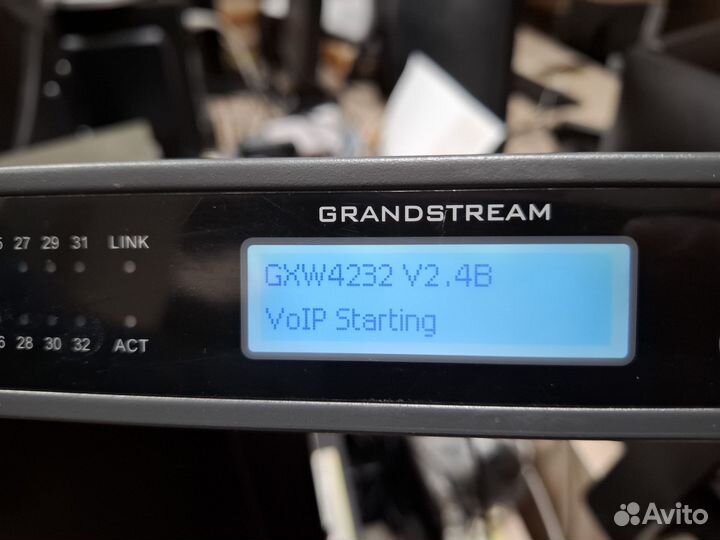 GRANDSTREAM
27 29 31 LINK
GXW4232 V2.4B
VoIP Starting
28 30 32 ACT
Avito